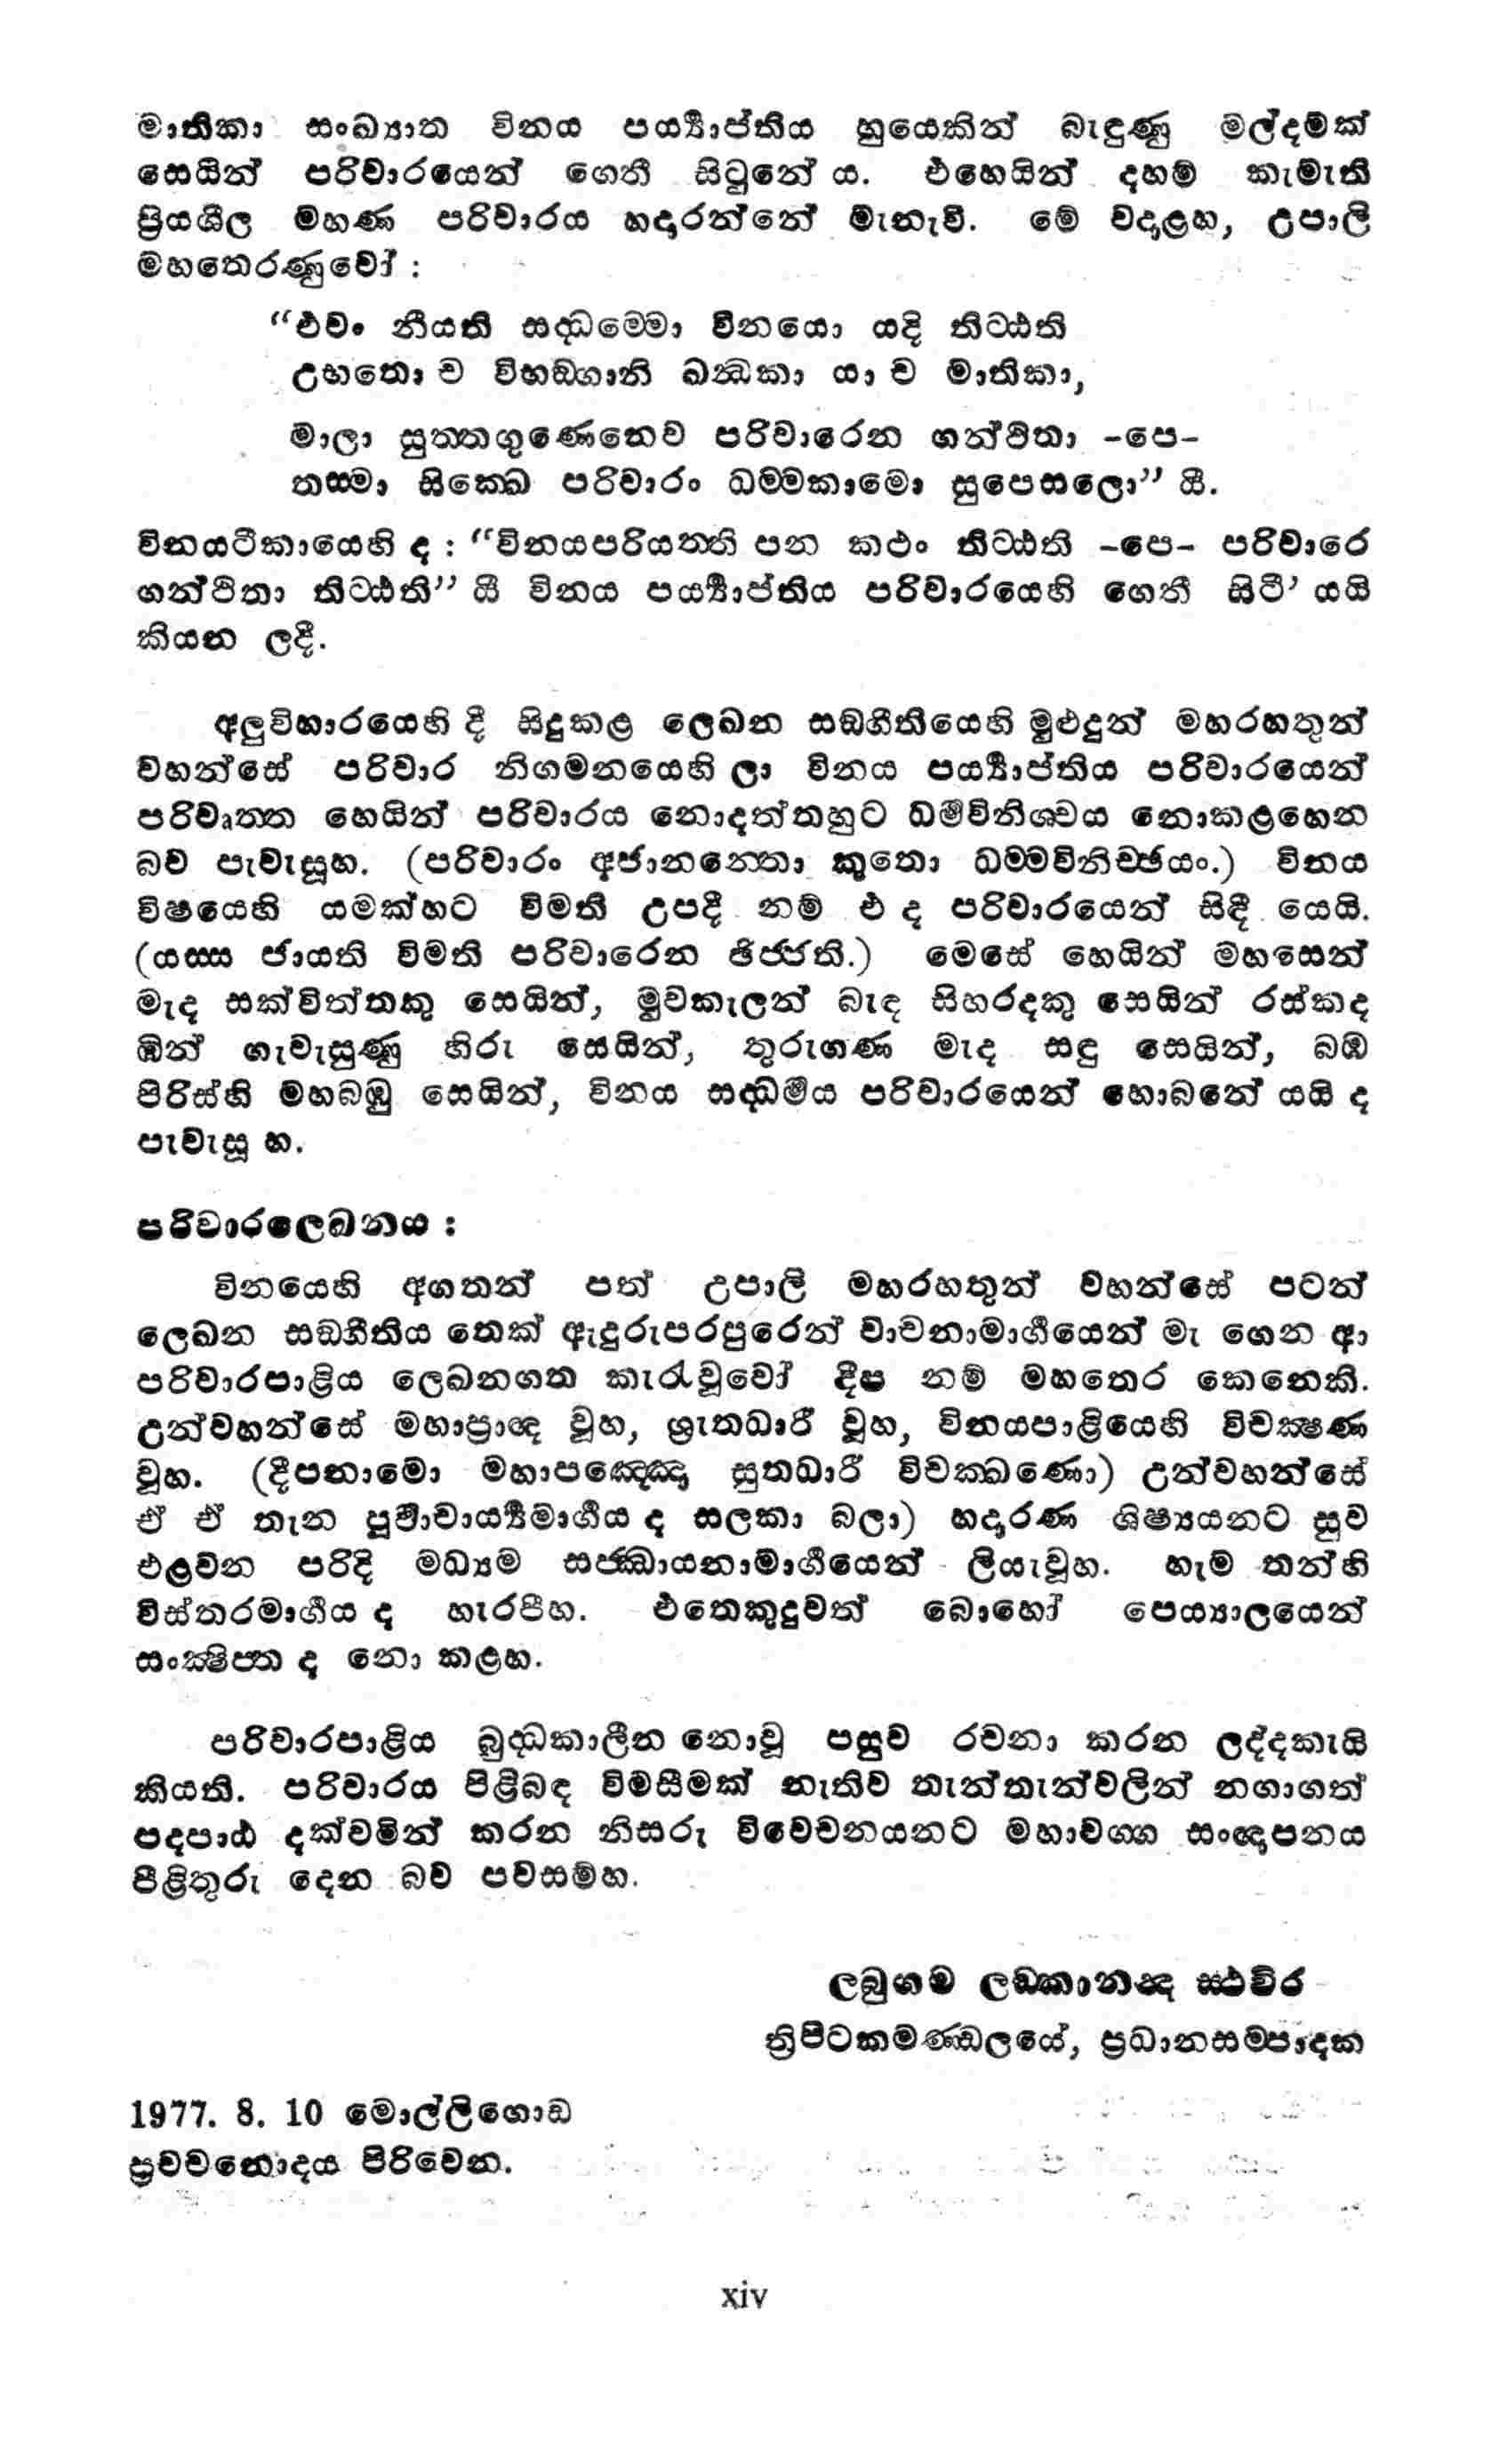 මාතිකා සංඛ්‍යාත විනය පර්‍ය්‍යාප්තිය හුයෙකින් බැඳුණු මල්දමක්
සෙයින් පරිවාරයෙන් ගෙතී සිටුනේ ය. එහෙයින් දහම් කැමැති
ප්‍රියශීල මහණ පරිවාරය හදාරන්නේ මැනැවි. මේ වදාළහ, උපාලි
මහතෙරණුවෝ :
“එවං නීයති සද්ධම්මො විනයො යදි තිට්ඨති
උභතො ච විභඞ්ගානි ඛන්ධකා යා ච මාතිකා,
මාලා සුත්තගුණෙනෙව පරිවාරෙන ගන්ථිතා -පෙ-
තස්මා සික්ඛෙ පරිවාරං ධම්මකාමො සුපෙසලො” යී.
විනයටීකායෙහි ද : “විනයපරියත්ති පන කථං තිට්ඨති -පෙ- පරිවාරෙ
ගන්ථිතා තිට්ඨති” යී විනය පර්‍ය්‍යාප්තිය පරිවාරයෙහි ගෙතී සිටී’ යයි
කියන ලදී.
අලුවිහාරයෙහි දී සිදුකළ ලෙඛන සඞ්ගීතියෙහි මුළුදුන් මහරහතුන්
වහන්සේ පරිවාර නිගමනයෙහි ලා විනය පර්‍ය්‍යාප්තිය පරිවාරයෙන්
පරිවෘත්ත හෙයින් පරිවාරය නොදත්තහුට ධර්‍මවිනිශ්චය නොකළහෙන
බව පැවැසූහ. (පරිවාරං අජානන්තො කුතො ධම්මවිනිච්ඡයං.) විනය
විෂයෙහි යමක්හට විමති උපදී නම් එ ද පරිවාරයෙන් සිඳී යෙයි.
(යස්ස ජායති විමති පරිවාරෙන ඡිජ්ජති.) මෙසේ හෙයින් මහසෙන්
මැද සක්විත්තකු සෙයින්, මුවකැලන් බැඳ සිහරදකු සෙයින් රස්කද
ඹින් ගැවැසුණු හිරු සෙයින්, තුරුගණ මැද සඳු සෙයින්, බඹ
පිරිස්හි මහබඹු සෙයින්, විනය සද්ධර්‍මය පරිවාරයෙන් හොබනේ යයි ද
පැවැසූ හ.
පරිවාරලෙඛනය :
විනයෙහි අගතන් පත් උපාලි මහරහතුන් වහන්සේ පටන්
ලෙඛන සඞ්ගීතිය තෙක් ඇදුරුපරපුරෙන් වාචනාමාර්‍ගයෙන් මැ ගෙන ආ
පරිවාරපාළිය ලෙඛනගත කැරැවූවෝ දීප නම් මහතෙර කෙනෙකි.
උන්වහන්සේ මහාප්‍රාඥ වූහ, ශ්‍රැතධාරී වූහ, විනයපාළියෙහි විචක්ෂණ
වූහ. (දීපනාමො මහාපඤ්ඤො සුතධාරී විචක්ඛණො) උන්වහන්සේ
ඒ ඒ තැන පූර්‍වාචාර්‍ය්‍යමාර්‍ගය ද සලකා බලා) හදාරණ ශිෂ්‍යයනට සුව
එළවන පරිදි මධ්‍යම සජ්ඣායනාමාර්‍ගයෙන් ලියැවූහ. හැම තන්හි
විස්තරමාර්‍ගය ද හැරපීහ. එතෙකුදුවත් බොහෝ පෙය්‍යාලයෙන්
සංක්ෂිප්ත ද නො කළහ.
පරිවාරපාළිය බුද්ධකාලීන නොවූ පසුව රචනා කරන ලද්දකැයි
කියති. පරිවාරය පිළිබඳ විමසීමක් නැතිව තැන්තැන්වලින් නගාගත්
පදපාඨ දක්වමින් කරන නිසරු විවෙචනයනට මහාවග්ග සංඥාපනය
පිළිතුරු දෙන බව පවසම්හ.
ලබුගම ලඞ්කානන්ද ස්ථවිර
ත්‍රිපිටකමණ්ඩලයේ, ප්‍රධානසම්පාදක
1977. 8. 10 මොල්ලිගොඩ
ප්‍රවචනොදය පිරිවෙන.
xiv